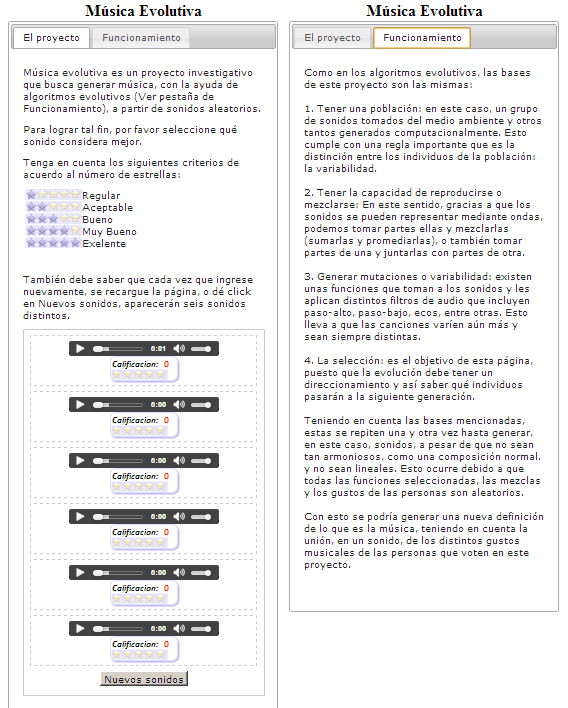 Música Evolutiva
El proyecto
Funcionamiento
Música evolutiva es un proyecto investigativo
que busca generar música, con la ayuda de
algoritmos evolutivos (Ver pestaña de
Funcionamiento), a partir de sonidos aleatorios.
Para lograr tal fin, por favor seleccione qué
sonido considera mejor.
Tenga en cuenta los siguientes criterios de
acuerdo al número de estrellas:
Regular
Aceptable
Bueno
Muy Bueno
Exelente
También debe saber que cada vez que ingrese
nuevamente, se recargue la página, o dé click
en Nuevos sonidos, aparecerán seis sonidos
distintos.
0:01
Calificacion: 0
0:00
Calificacion: 0
0:00
Calificacion: 0
0:00
Calificacion: 0
0:00
Calificacion: 0
0:00
Calificacion: 0
Nuevos sonidos
Música Evolutiva
El proyecto
Funcionamiento
Como en los algoritmos evolutivos, las bases
de este proyecto son las mismas:
1. Tener una población: en este caso, un grupo
de sonidos tomados del medio ambiente y otros
tantos generados computacionalmente. Esto
cumple con una regla importante que es la
distinción entre los individuos de la población:
la variabilidad.
2. Tener la capacidad de reproducirse o
mezclarse: En este sentido, gracias a que los
sonidos se pueden representar mediante ondas,
podemos tomar partes ellas y mezclarlas
(sumarlas y promediarlas), o también tomar
partes de una y juntarlas con partes de otra.
3. Generar mutaciones o variabilidad: existen
unas funciones que toman a los sonidos y les
aplican distintos filtros de audio que incluyen
paso-alto, paso-bajo, ecos, entre otras. Esto
lleva a que las canciones varíen aún más y
sean siempre distintas.
4. La selección: es el objetivo de esta página,
puesto que la evolución debe tener un
direccionamiento y así saber qué individuos
pasarán a la siguiente generación.
Teniendo en cuenta las bases mencionadas,
estas se repiten una y otra vez hasta generar,
en este caso, sonidos, a pesar de que no sean
tan armoniosos, como una composición normal.
y no sean lineales. Esto ocurre debido a que
todas las funciones seleccionadas, las mezclas
y los gustos de las personas son aleatorios.
Con esto se podría generar una nueva definición
de lo que es la música, teniendo en cuenta la
unión, en un sonido, de los distintos gustos
musicales de las personas que voten en este
proyecto.